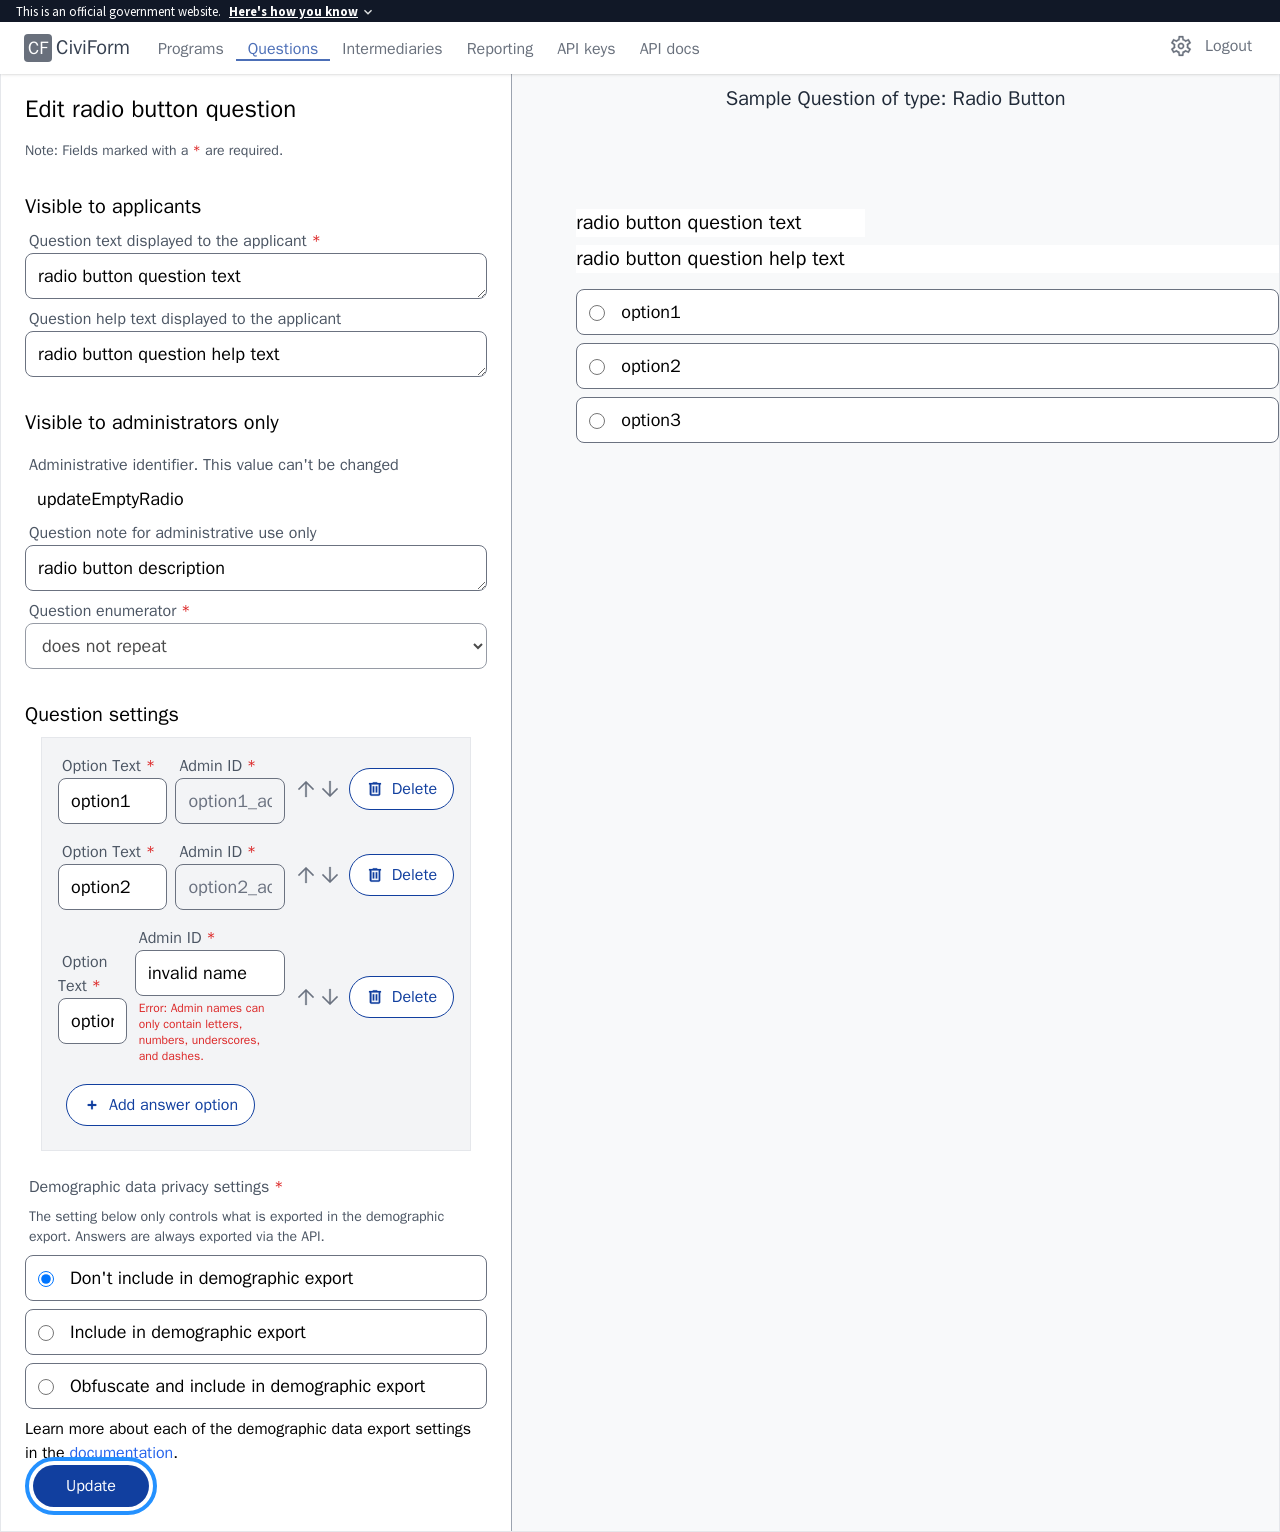 This is an official government website. Here's how you know
CF CiviForm Programs Questions Intermediaries Reporting API keys API docs Logout
Edit radio button question
Note: Fields marked with a * are required.
Visible to applicants
Question text displayed to the applicant *
radio button question text
Question help text displayed to the applicant
radio button question help text
Visible to administrators only
Administrative identifier. This value can't be changed
updateEmptyRadio
Question note for administrative use only
radio button description
Question enumerator *
does not repeat
Question settings
Option Text * Admin ID *
option1 option1_ac Delete
Option Text * Admin ID *
option2 option2_ac Delete
Admin ID *
Option
Text *
invalid name
option
Delete
Error: Admin names can
only contain letters,
numbers, underscores,
and dashes.
+ Add answer option
Demographic data privacy settings *
The setting below only controls what is exported in the demographic
export. Answers are always exported via the API.
Don't include in demographic export
Include in demographic export
Obfuscate and include in demographic export
Learn more about each of the demographic data export settings
in the documentation.
Update
Sample Question of type: Radio Button
radio button question text
radio button question help text
option1
option2
option3